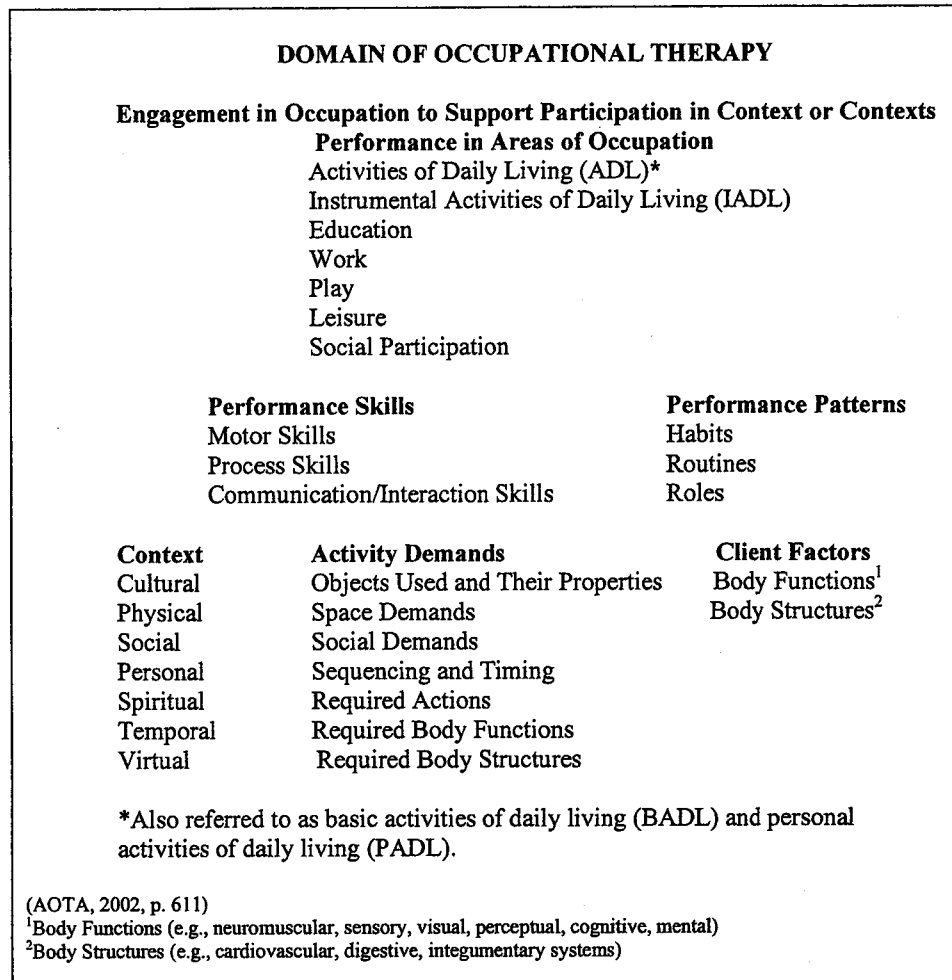 DOMAIN OF OCCUPATIONAL THERAPY
Engagement in Occupation to Support Participation in Context or Contexts
Performance in Areas of Occupation
Activities of Daily Living (ADL)*
Instrumental Activities of Daily Living (IADL)
Education
Work
Play
Leisure
Social Participation
Performance Skills
Motor Skills
Process Skills
Communication/Interaction Skills
Performance Patterns
Habits
Routines
Roles
Context
Cultural
Physical
Social
Personal
Spiritual
Temporal
Virtual
Activity Demands
Objects Used and Their Properties
Space Demands
Social Demands
Sequencing and Timing
Required Actions
Required Body Functions
Required Body Structures
Client Factors
Body Functions¹
Body Structures²
*Also referred to as basic activities of daily living (BADL) and personal
activities of daily living (PADL).
(AOTA, 2002, p. 611)
¹Body Functions (e.g., neuromuscular, sensory, visual, perceptual, cognitive, mental)
²Body Structures (e.g., cardiovascular, digestive, integumentary systems)